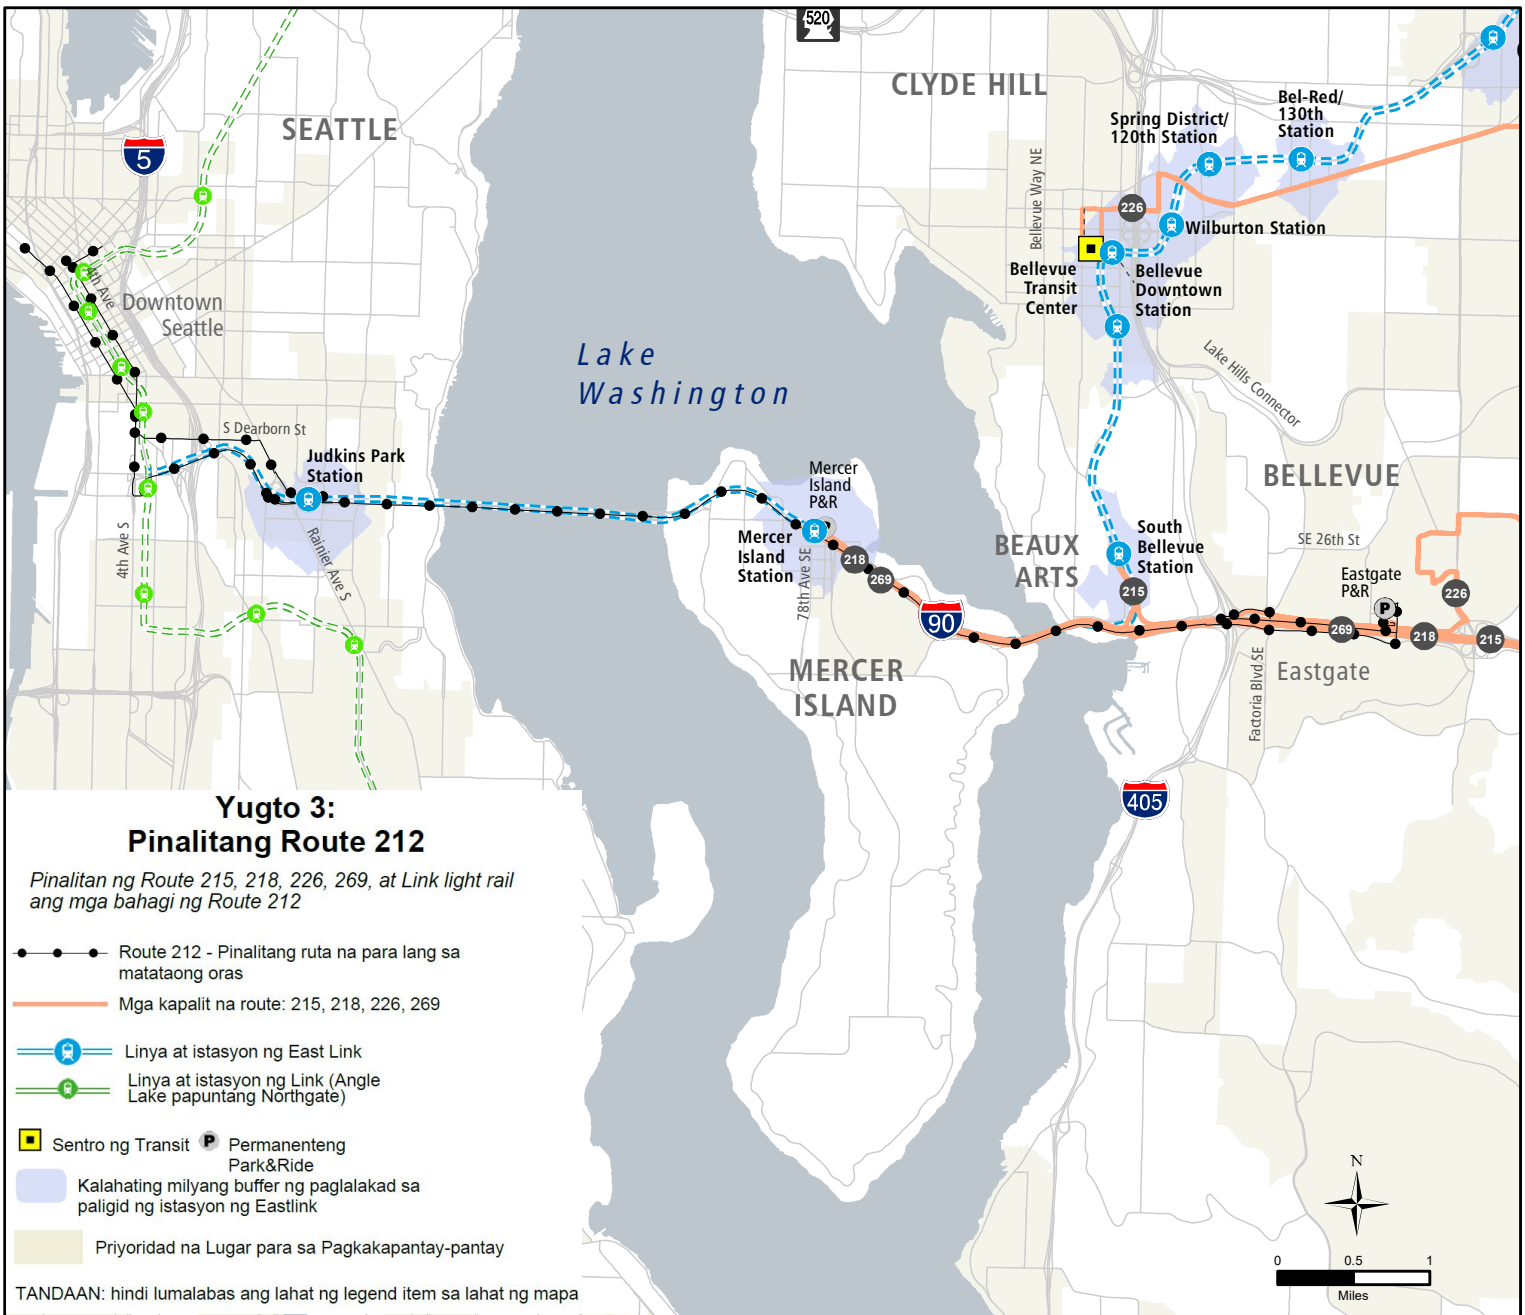 520
CLYDE HILL
SEATTLE
5
Spring District/
120th Station
Bel-Red/
130th
Station
Bellevue Way NE
226
Wilburton Station
Bellevue
Transit
Center
Bellevue
Downtown
Station
4th Ave
Downtown
Seattle
Lake
Washington
Lake Hills Connector
S Dearborn St
Judkins Park
Station
BELLEVUE
Mercer
Island
P&R
Mercer
Island
Station
78th Ave SE
218
269
4th Ave S
Rainier Ave S
BEAUX
ARTS
South
Bellevue
Station
215
SE 26th St
Eastgate
P&R
P
226
90
269
218
215
MERCER
ISLAND
Factoria Blvd SE
Eastgate
405
Yugto 3:
Pinalitang Route 212
Pinalitan ng Route 215, 218, 226, 269, at Link light rail
ang mga bahagi ng Route 212
Route 212 - Pinalitang ruta na para lang sa
matataong oras
Mga kapalit na route: 215, 218, 226, 269
Linya at istasyon ng East Link
Linya at istasyon ng Link (Angle
Lake papuntang Northgate)
Sentro ng Transit
P
Permanenteng
Park&Ride
Kalahating milyang buffer ng paglalakad sa
paligid ng istasyon ng Eastlink
Priyoridad na Lugar para sa Pagkakapantay-pantay
TANDAAN: hindi lumalabas ang lahat ng legend item sa lahat ng mapa
N
0 0.5 1
Miles